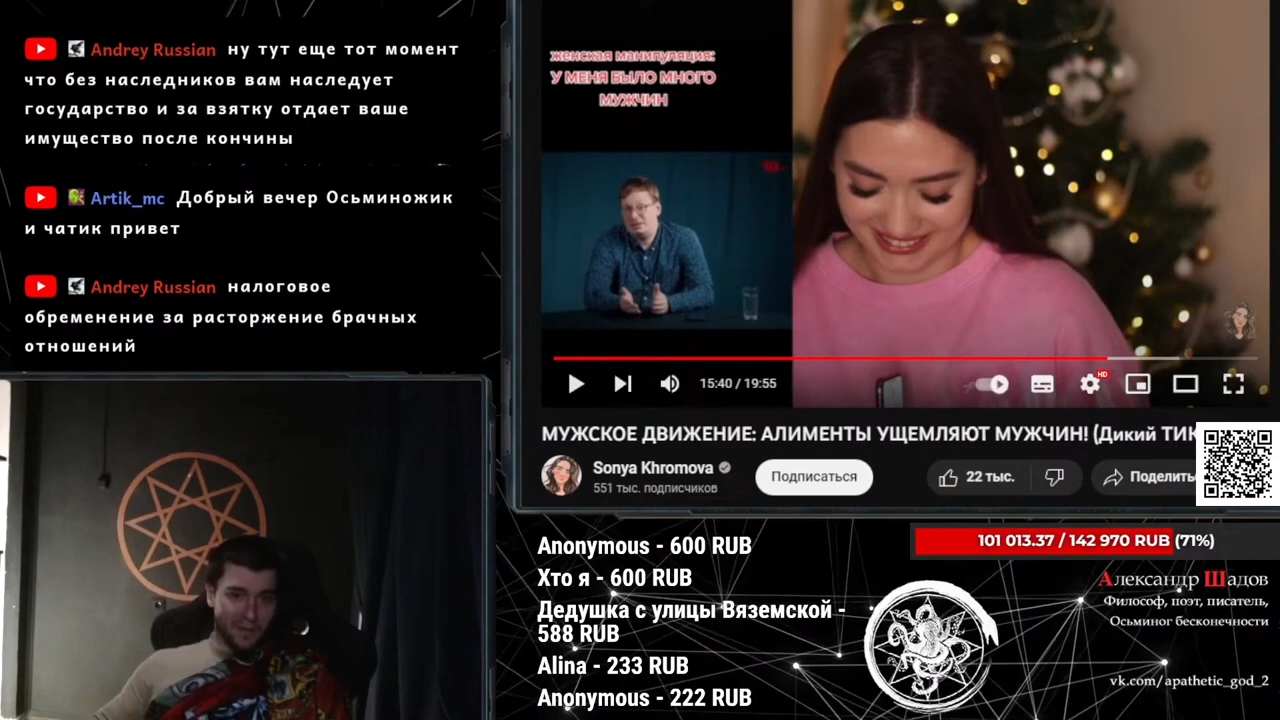 Andrey Russian ну тут еще тот момент
что без наследников вам наследует
государство и за взятку отдает ваше
имущество после кончины
Artik_mc Добрый вечер Осьминожик
и чатик привет
Andrey Russian налоговое
обременение за расторжение брачных
отношений
женская манипуляция:
У МЕНЯ БЫЛО МНОГО
МУЖЧИН
15:40 / 19:55
HD
МУЖСКОЕ ДВИЖЕНИЕ: АЛИМЕНТЫ УЩЕМЛЯЮТ МУЖЧИН! (Дикий ТИК
Sonya Khromova
551 тыс. подписчиков
Подписаться
22 тыс.
Поделить
Anonymous - 600 RUB
Хто я - 600 RUB
Дедушка с улицы Вяземской -
588 RUB
Alina - 233 RUB
Anonymous - 222 RUB
101 013.37 / 142 970 RUB (71%)
Александр Шадов
Философ, поэт, писатель,
Осьминог бесконечности
vk.com/apathetic_god_2